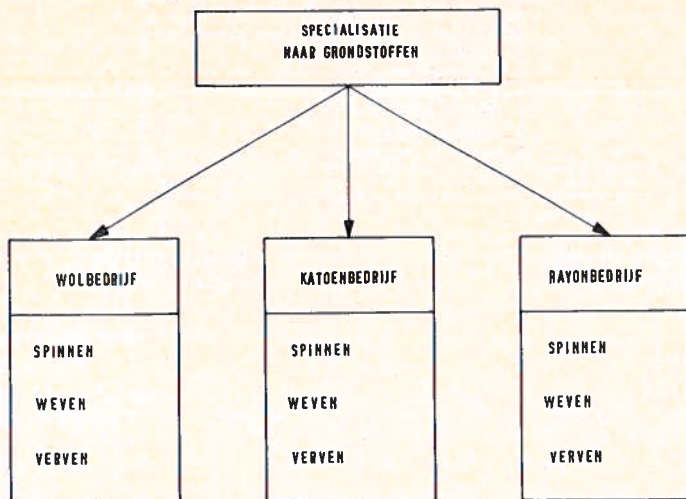 SPECIALISATIE
NAAR GRONDSTOFFEN
WOLBEDRIJF
SPINNEN
WEVEN
VERVEN
KATOENBEDRIJF
SPINNEN
WEVEN
VERVEN
RAYONBEDRIJF
SPINNEN
WEVEN
VERVEN